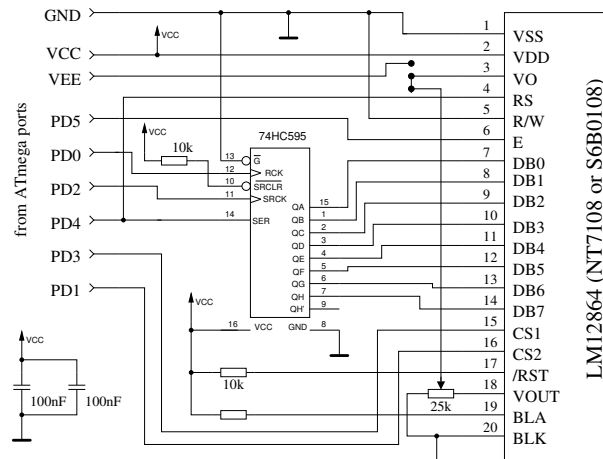 GND
VCC
VEE
PD5
PD0
PD2
PD4
PD3
PD1
from ATmega ports
VCC
VCC
10k
74HC595
13 G
12 RCK
10 SRCLR
11 SRCK
14 SER
QA 15
QB 1
QC 2
QD 3
QE 4
QF 5
QG 6
QH 7
QH' 9
16 VCC GND 8
VCC
10k
VCC
100nF 100nF
25k
1 VSS
2 VDD
3 VO
4 RS
5 R/W
6 E
7 DB0
8 DB1
9 DB2
10 DB3
11 DB4
12 DB5
13 DB6
14 DB7
15 CS1
16 CS2
17 /RST
18 VOUT
19 BLA
20 BLK
LM12864 (NT7108 or S6B0108)